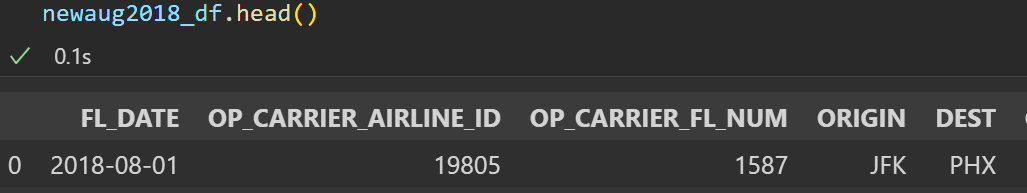 newaug2018_df.head()
0.1s
FL_DATE OP_CARRIER_AIRLINE_ID OP_CARRIER_FL_NUM ORIGIN DEST
0 2018-08-01 19805 1587 JFK PHX